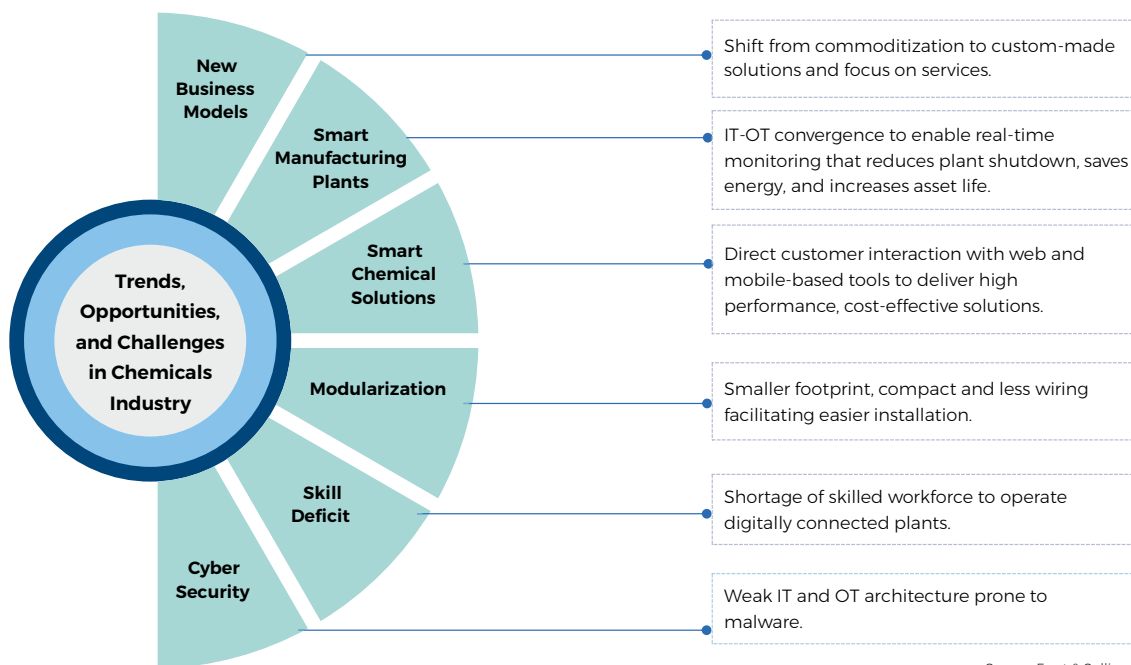 New
Business
Models
Shift from commoditization to custom-made
solutions and focus on services.
Smart
Manufacturing
Plants
IT-OT convergence to enable real-time
monitoring that reduces plant shutdown, saves
energy, and increases asset life.
Smart
Chemical
Solutions
Direct customer interaction with web and
mobile-based tools to deliver high
performance, cost-effective solutions.
Trends,
Opportunities,
and Challenges
in Chemicals
Industry
Modularization
Smaller footprint, compact and less wiring
facilitating easier installation.
Skill
Deficit
Shortage of skilled workforce to operate
digitally connected plants.
Cyber
Security
Weak IT and OT architecture prone to
malware.